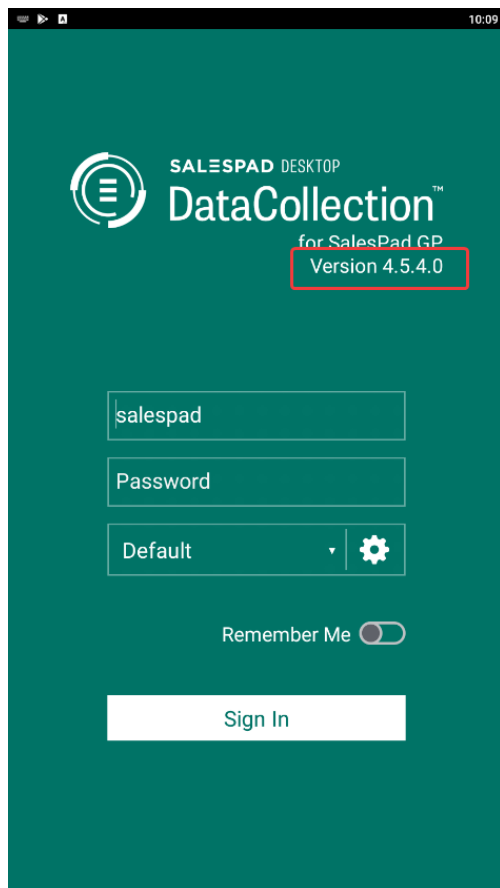 10:09
SALESPAD DESKTOP
DataCollection™
for SalesPad GP
Version 4.5.4.0
salespad
Password
Default
Remember Me
Sign In